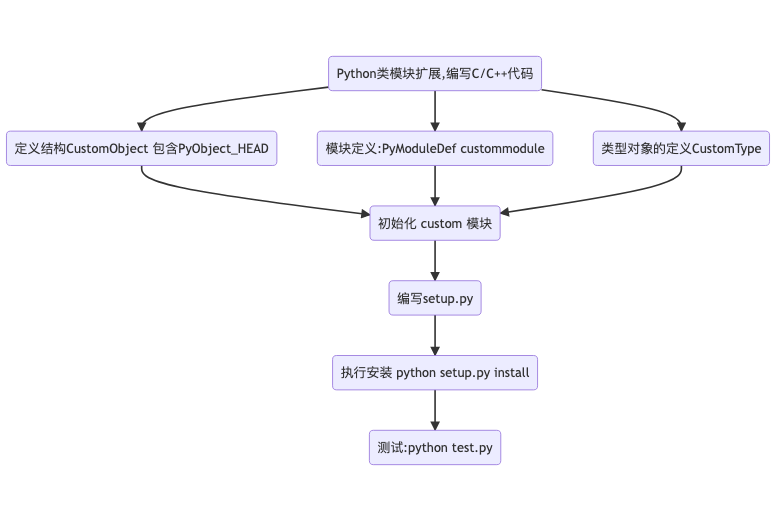 Python类模块扩展,编写C/C++代码
定义结构CustomObject 包含PyObject_HEAD
模块定义:PyModuleDef custommodule
类型对象的定义CustomType
初始化 custom 模块
编写setup.py
执行安装 python setup.py install
测试:python test.py